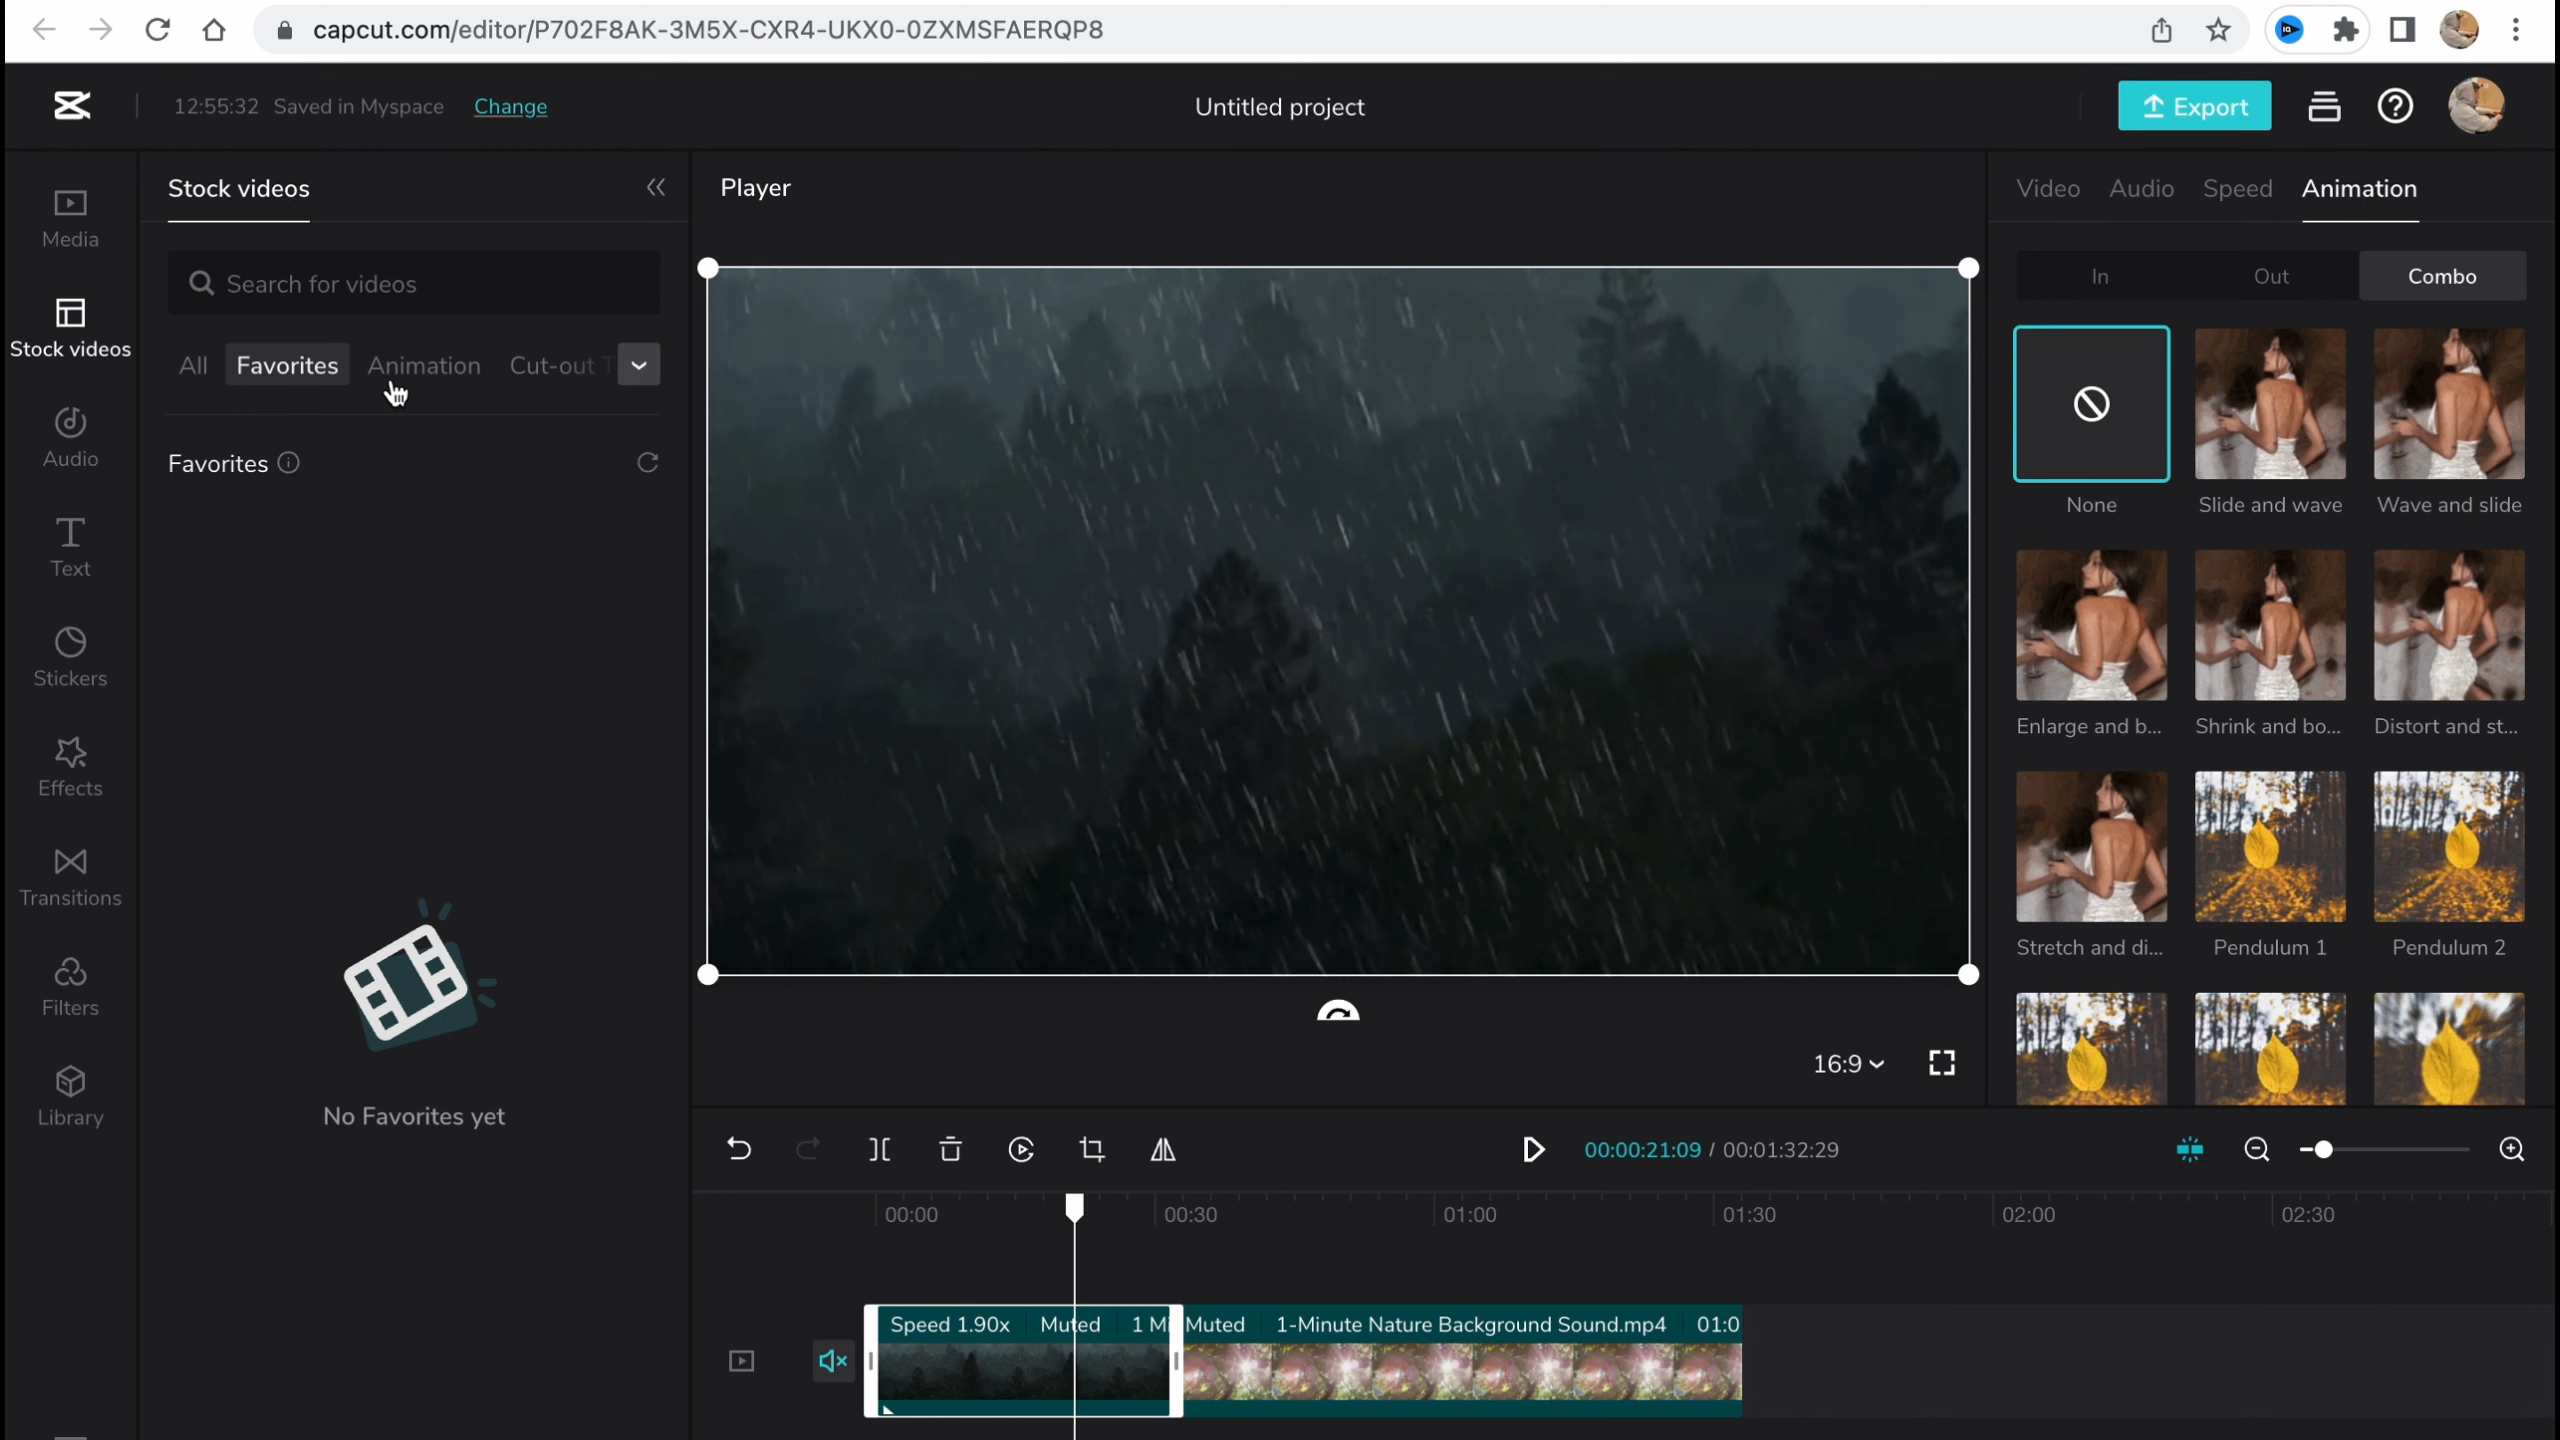 capcut.com/editor/P702F8AK-3M5X-CXR4-UKX0-0ZXMSFAERQP8
12:55:32 Saved in Myspace Change
Untitled project
Export
Media
Stock videos
Audio
Text
Stickers
Effects
Transitions
Filters
Library
Stock videos
Search for videos
All Favorites Animation Cut-out T
Favorites
No Favorites yet
Player
16:9
Video Audio Speed Animation
In Out Combo
None Slide and wave Wave and slide
Enlarge and b... Shrink and bo... Distort and st...
Stretch and di... Pendulum 1 Pendulum 2
00:00:21:09 / 00:01:32:29
00:00 00:30 01:00 01:30 02:00 02:30
Speed 1.90x Muted 1 Mi Muted 1-Minute Nature Background Sound.mp4 01:0